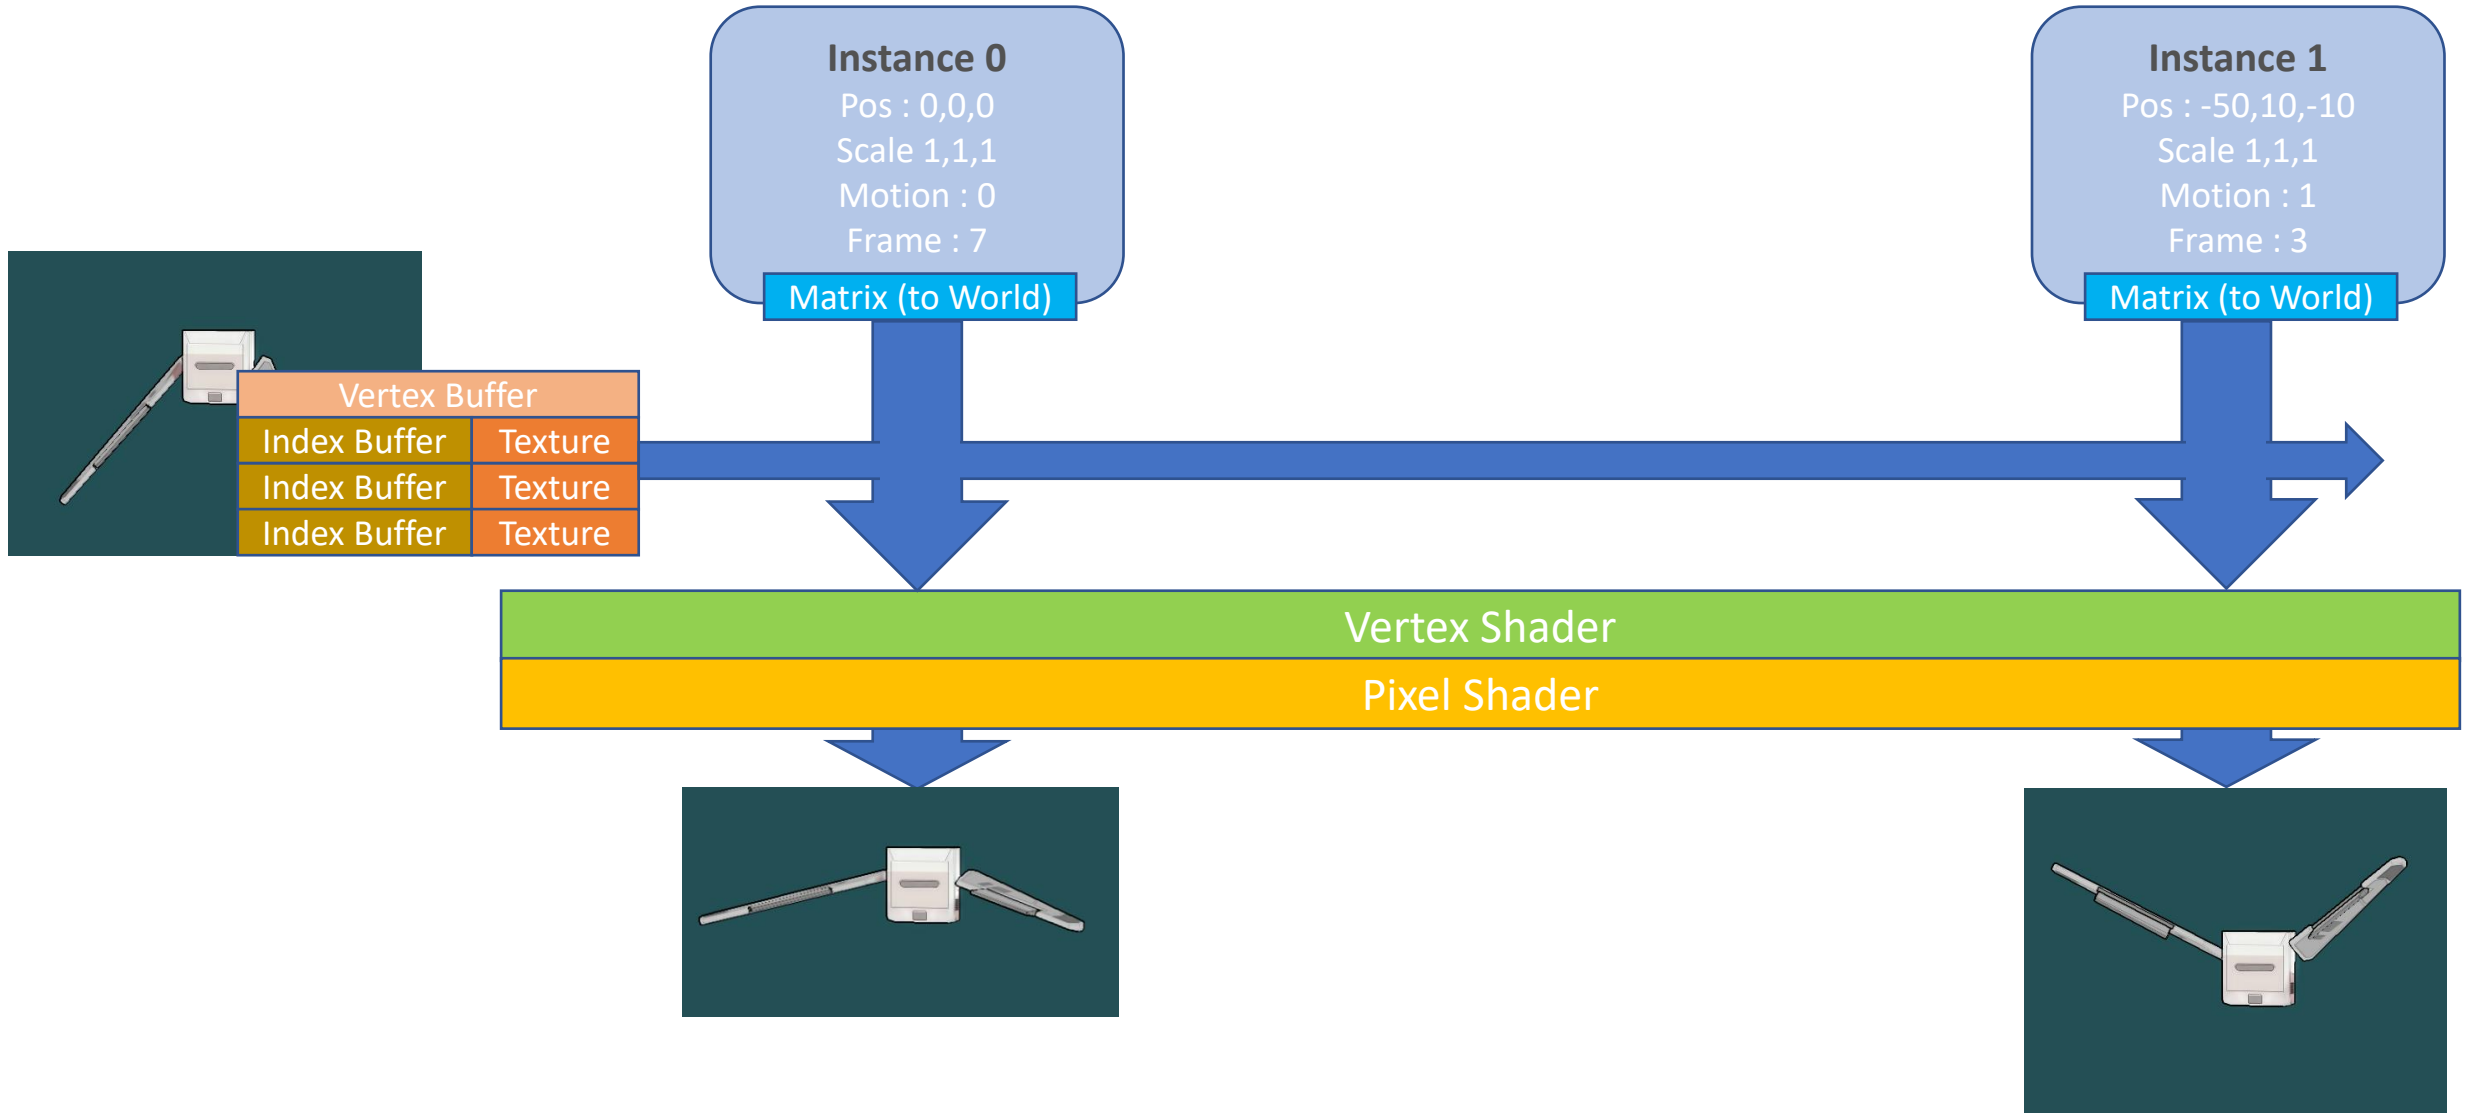 Instance 0
Pos : 0,0,0
Scale 1,1,1
Motion : 0
Frame : 7
Matrix (to World)
Instance 1
Pos : -50,10,-10
Scale 1,1,1
Motion : 1
Frame : 3
Matrix (to World)
Vertex Buffer
Index Buffer Texture
Index Buffer Texture
Index Buffer Texture
Vertex Shader
Pixel Shader